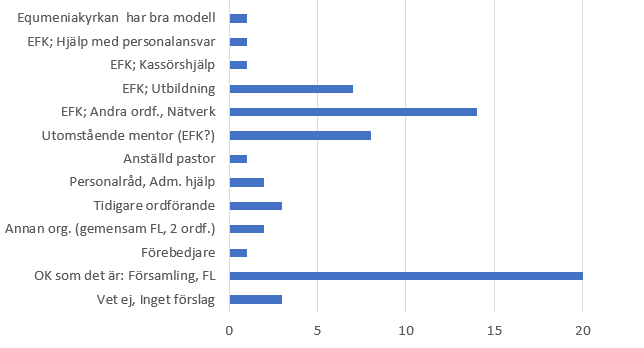 Equmeniakyrkan  har bra modell
EFK; Hjälp med personalansvar
EFK; Kassörshjälp
EFK; Utbildning
EFK; Andra ordf., Nätverk
Utomstående mentor (EFK?)
Anställd pastor
Personalråd, Adm. hjälp
Tidigare ordförande
Annan org. (gemensam FL, 2 ordf.)
Förebedjare
OK som det är: Församling, FL
Vet ej, Inget förslag
0 5 10 15 20